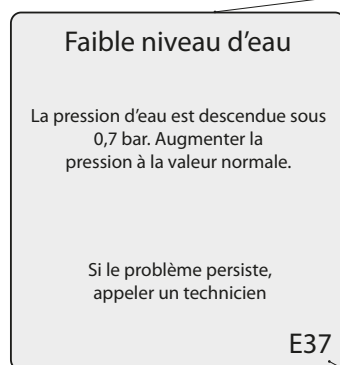 Faible niveau d'eau
La pression d'eau est descendue sous
0,7 bar. Augmenter la
pression à la valeur normale.
Si le problème persiste,
appeler un technicien
E37